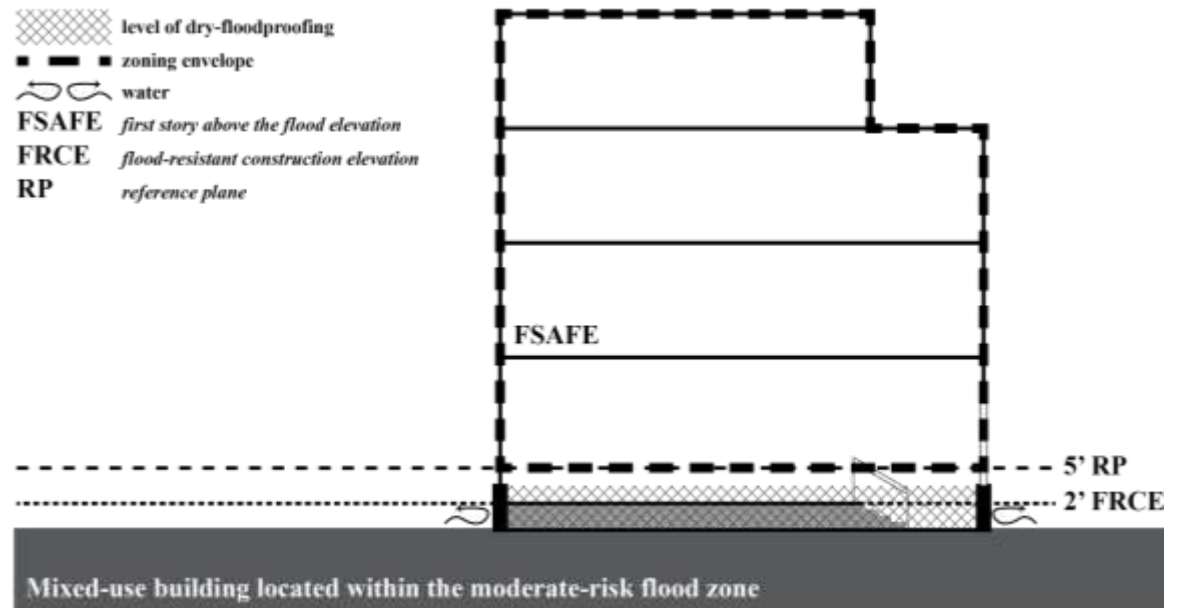 level of dry-floodproofing
zoning envelope
water
FSAFE first story above the flood elevation
FRCE flood-resistant construction elevation
RP reference plane
FSAFE
5' RP
2' FRCE
Mixed-use building located within the moderate-risk flood zone